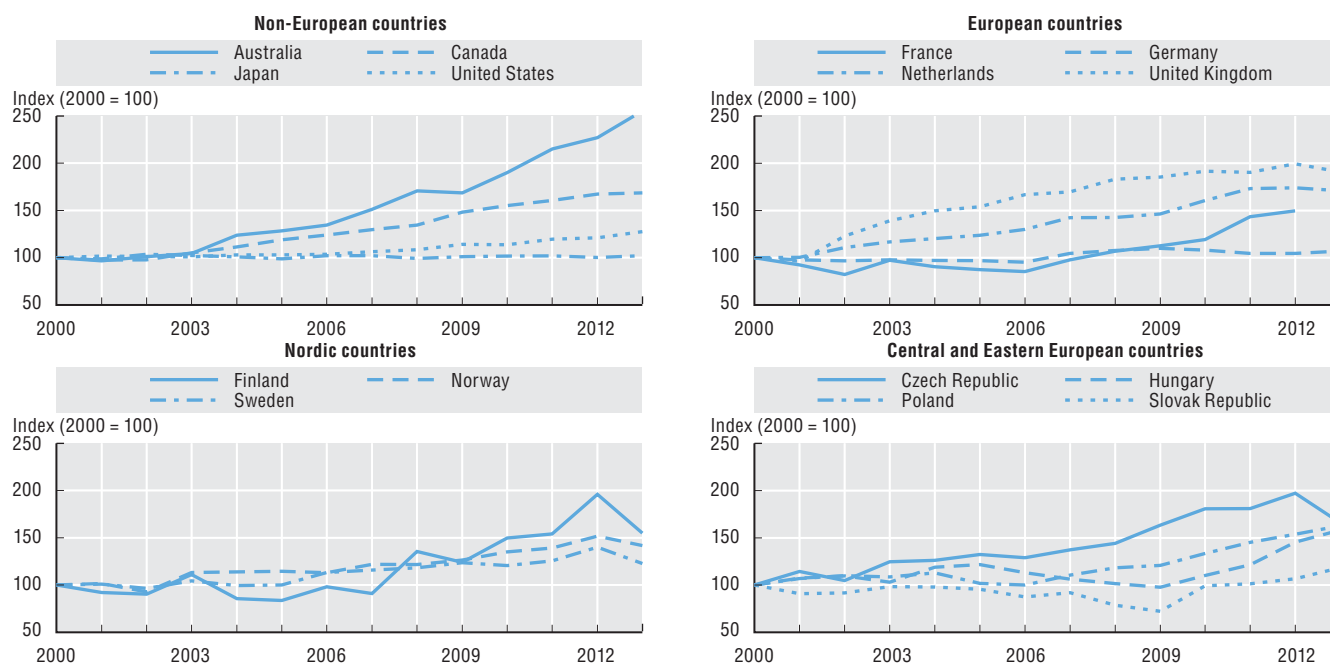 Non-European countries
Australia Canada
Japan United States
Index (2000 = 100)
250
200
150
100
50
2000 2003 2006 2009 2012
European countries
France Germany
Netherlands United Kingdom
Index (2000 = 100)
250
200
150
100
50
2000 2003 2006 2009 2012
Nordic countries
Finland Norway
Sweden
Index (2000 = 100)
250
200
150
100
50
2000 2003 2006 2009 2012
Central and Eastern European countries
Czech Republic Hungary
Poland Slovak Republic
Index (2000 = 100)
250
200
150
100
50
2000 2003 2006 2009 2012